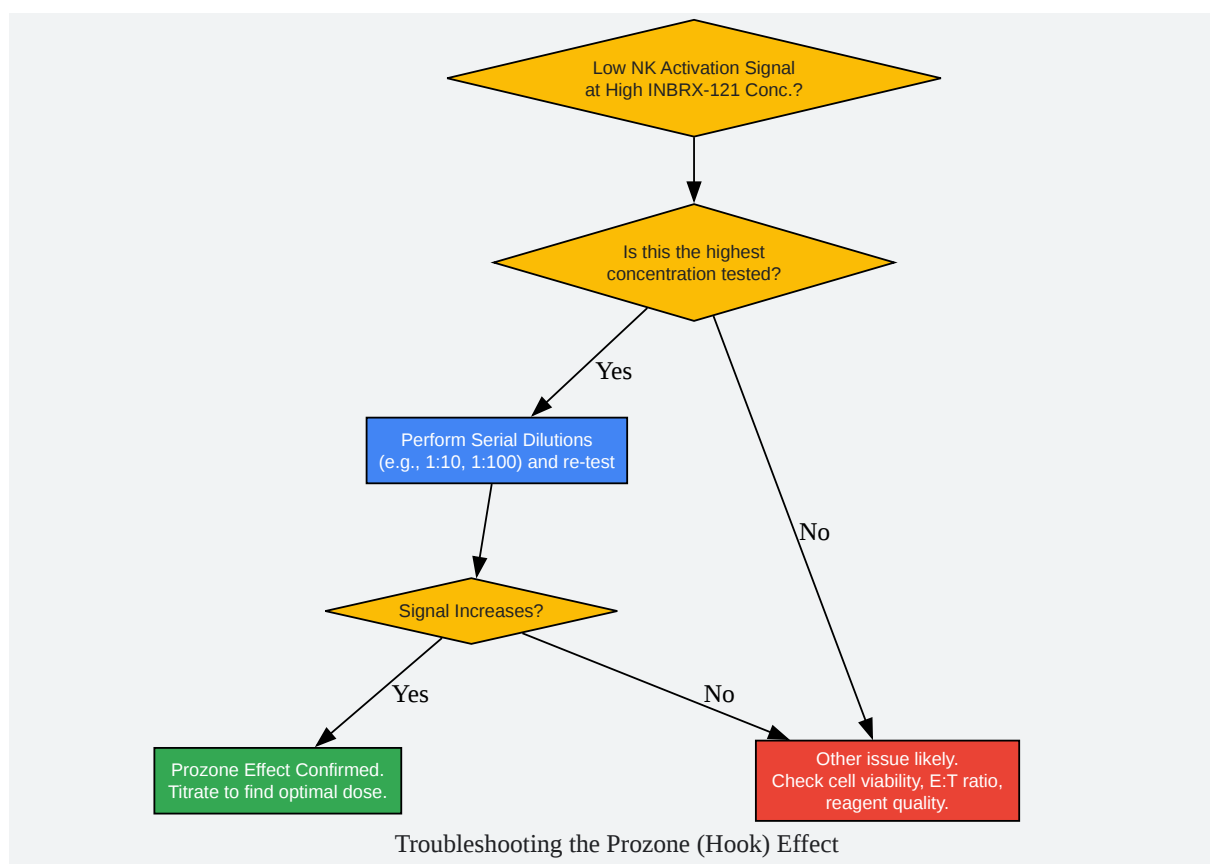 Low NK Activation Signal
at High INBRX-121 Conc.?
Is this the highest
concentration tested?
Yes
Perform Serial Dilutions
(e.g., 1:10, 1:100) and re-test
No
Signal Increases?
Yes
No
Prozone Effect Confirmed.
Titrate to find optimal dose.
Other issue likely.
Check cell viability, E:T ratio,
reagent quality.
Troubleshooting the Prozone (Hook) Effect